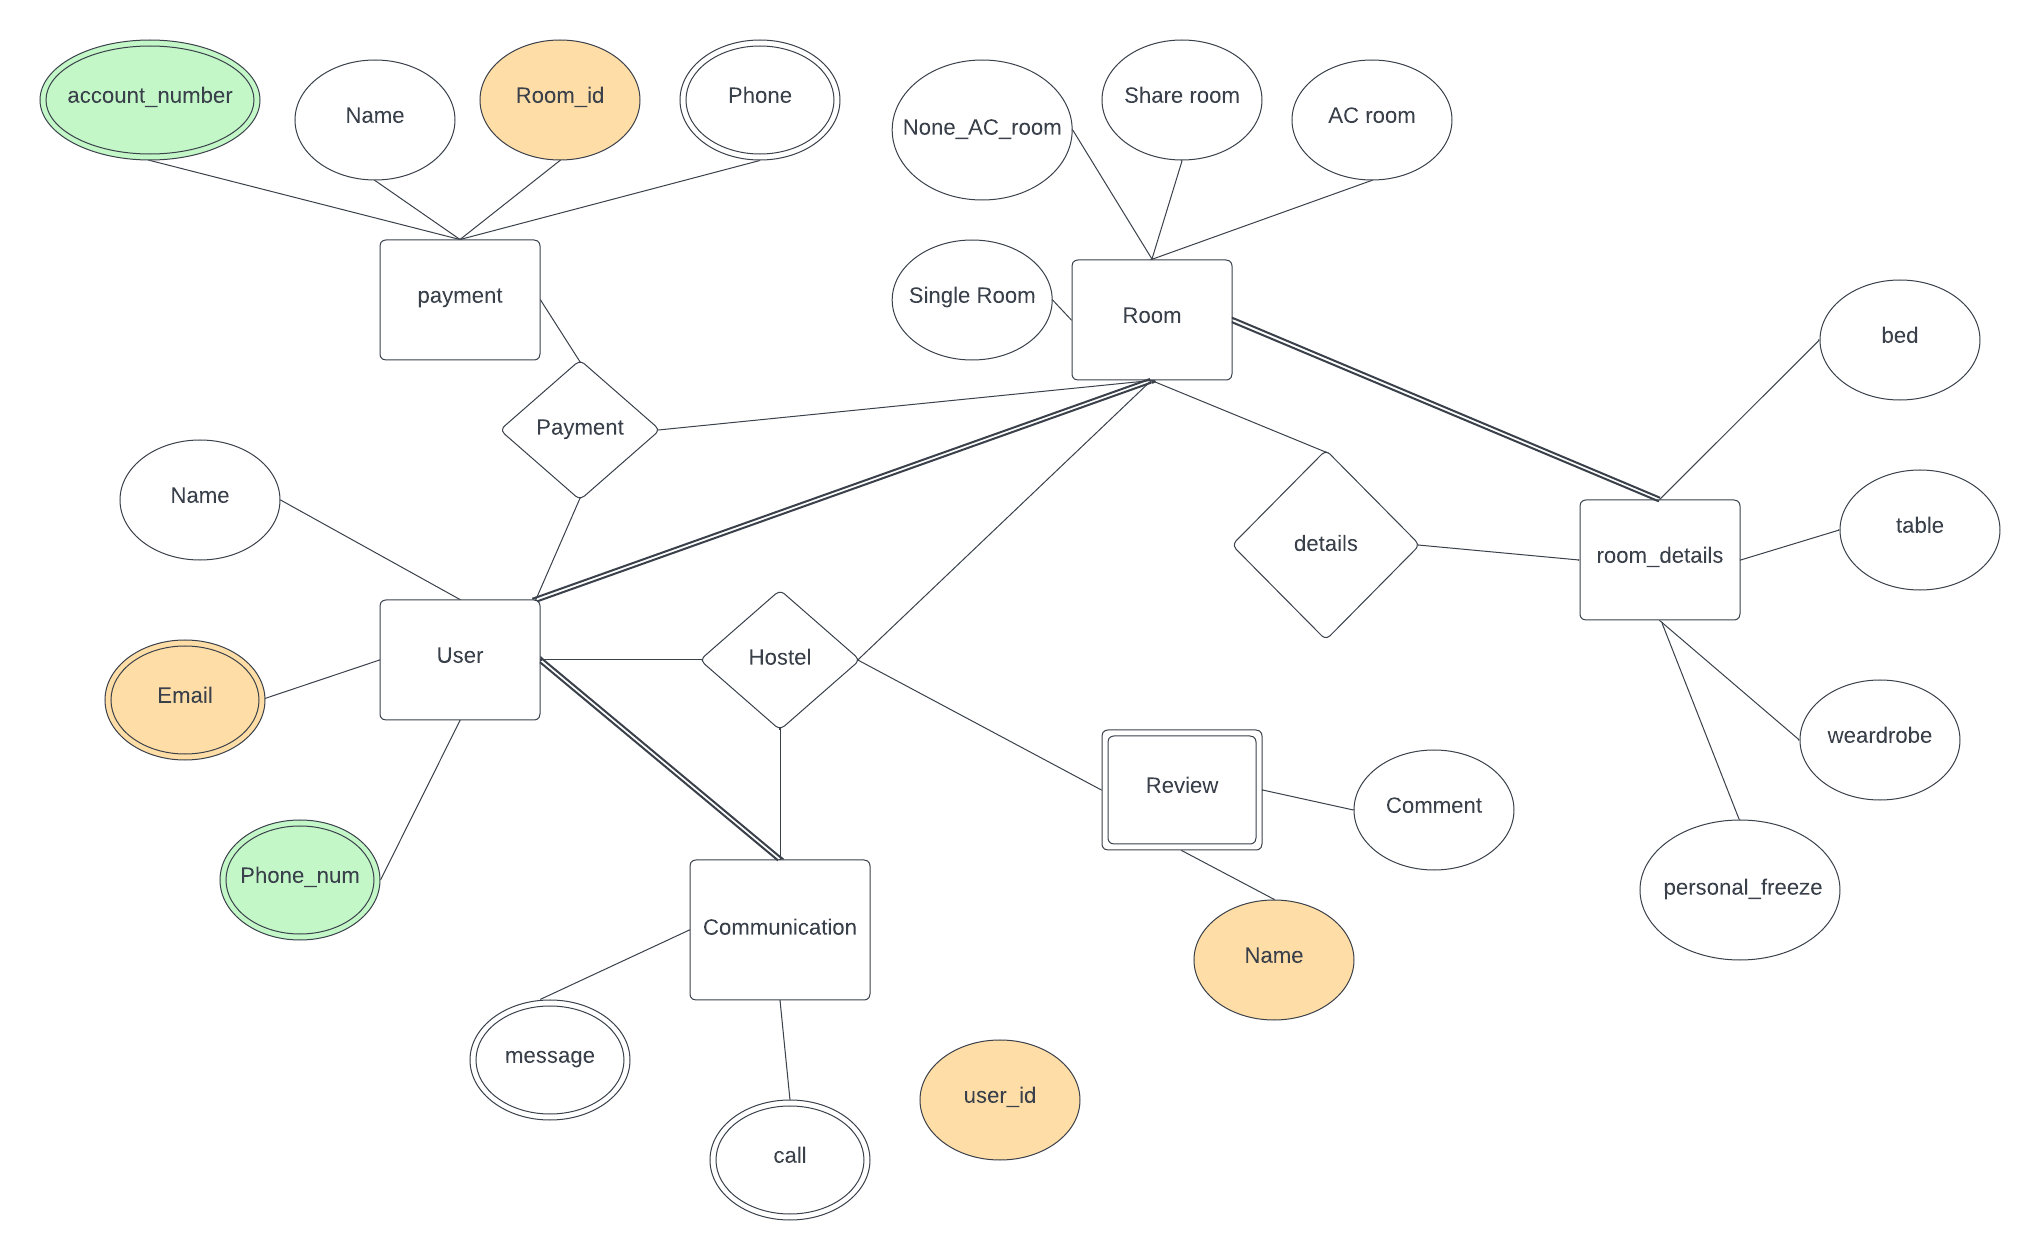 account_number
Name
Room_id
Phone
None_AC_room
Share room
AC room
payment
Single Room
Room
bed
Payment
Name
details
table
room_details
User
Hostel
Email
weardrobe
Review
Comment
Phone_num
personal_freeze
Communication
Name
message
user_id
call